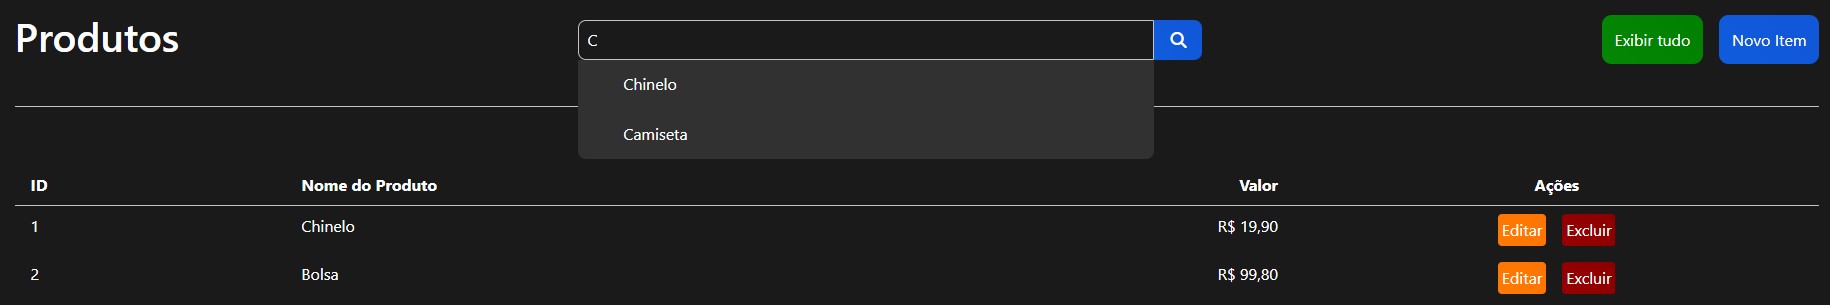 Produtos
C
Exibir tudo
Novo Item
Chinelo
Camiseta
ID Nome do Produto Valor Ações
1 Chinelo R$ 19,90 Editar Excluir
2 Bolsa R$ 99,80 Editar Excluir